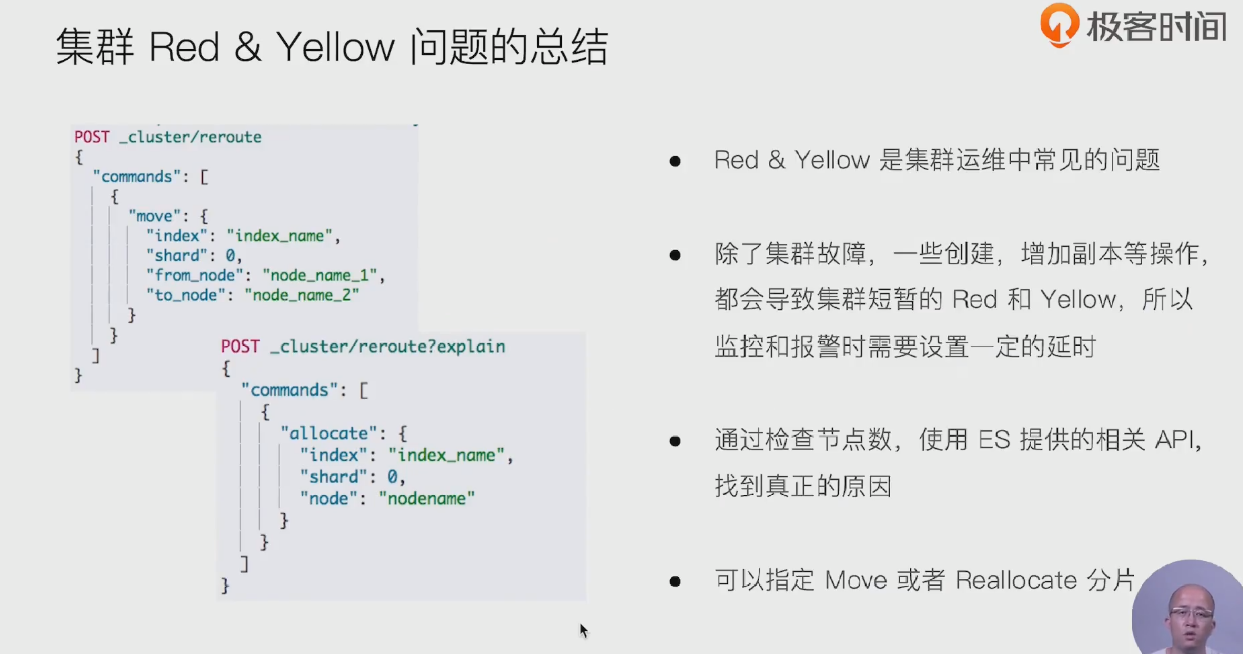 集群 Red & Yellow 问题的总结
极客时间
POST _cluster/reroute
{
"commands": [
{
"move": {
"index": "index_name",
"shard": 0,
"from_node": "node_name_1",
"to_node": "node_name_2"
}
}
]
}
POST _cluster/reroute?explain
{
"commands": [
{
"allocate": {
"index": "index_name",
"shard": 0,
"node": "nodename"
}
}
]
}
● Red & Yellow 是集群运维中常见的问题
● 除了集群故障，一些创建，增加副本等操作，
都会导致集群短暂的 Red 和 Yellow，所以
监控和报警时需要设置一定的延时
● 通过检查节点数，使用 ES 提供的相关 API,
找到真正的原因
● 可以指定 Move 或者 Reallocate 分片